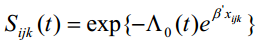 S_{ijk}(t) = exp{−Λ_0(t)e^{β'x_{ijk}}}